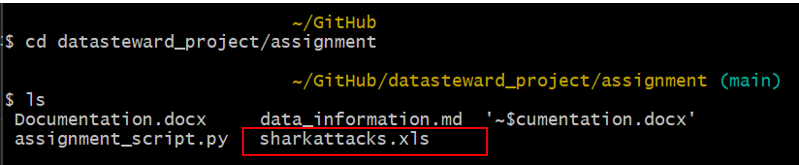 ~/GitHub
$ cd datasteward_project/assignment
~/GitHub/datasteward_project/assignment (main)
$ ls
Documentation.docx data_information.md '~$cumentation.docx'
assignment_script.py sharkattacks.xls